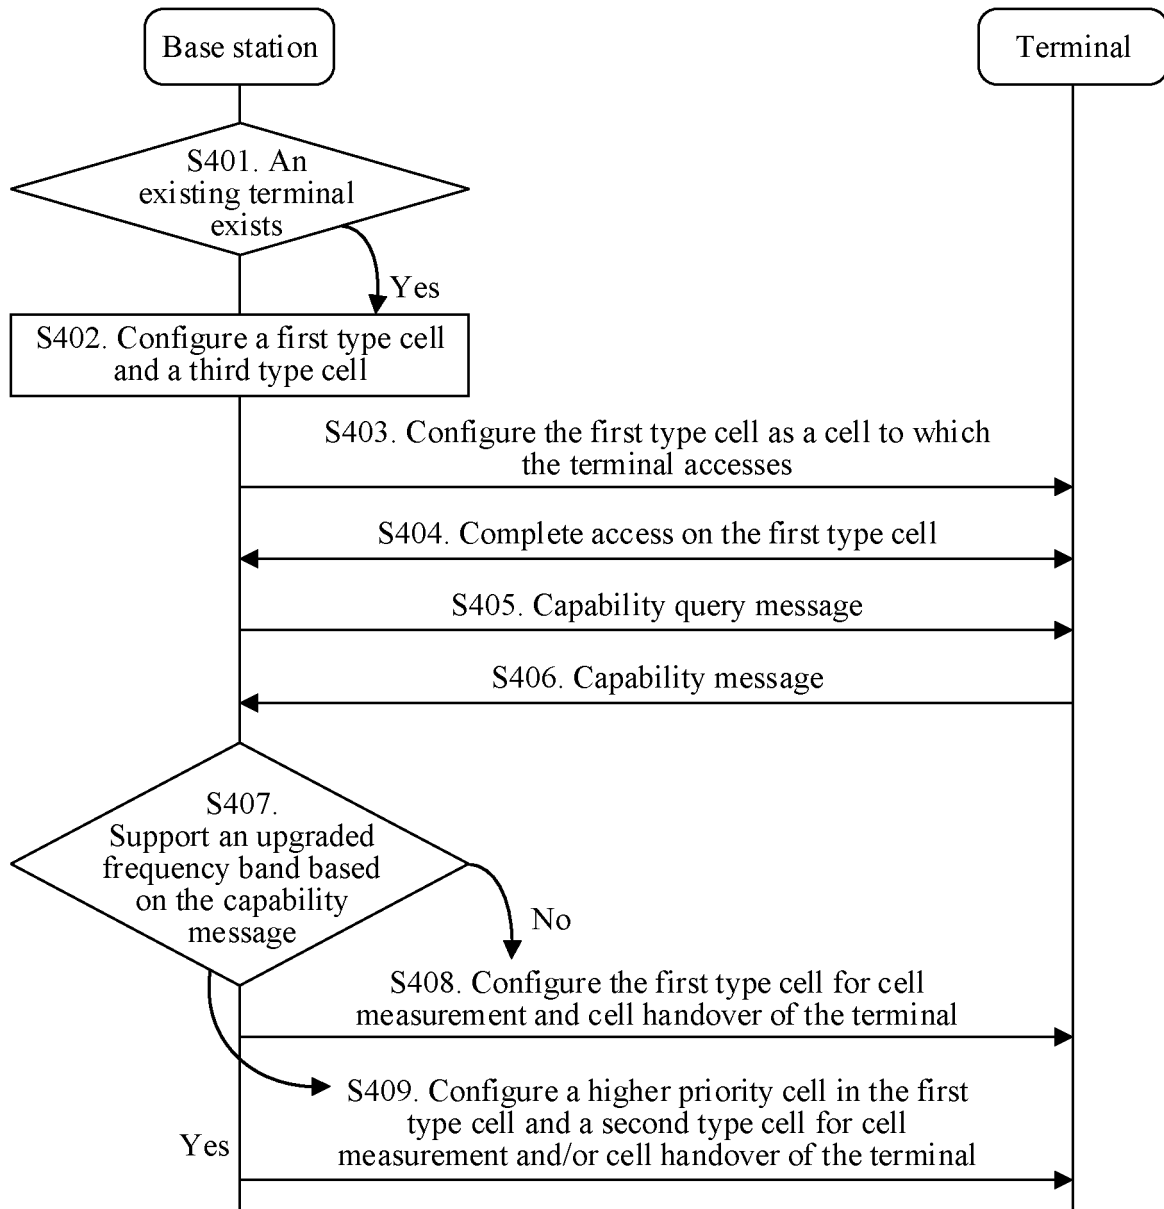 Base station
Terminal
S401. An
existing terminal
exists
Yes
S402. Configure a first type cell
and a third type cell
S403. Configure the first type cell as a cell to which
the terminal accesses
S404. Complete access on the first type cell
S405. Capability query message
S406. Capability message
S407.
Support an upgraded
frequency band based
on the capability
message
No
S408. Configure the first type cell for cell
measurement and cell handover of the terminal
S409. Configure a higher priority cell in the first
type cell and a second type cell for cell
measurement and/or cell handover of the terminal
Yes